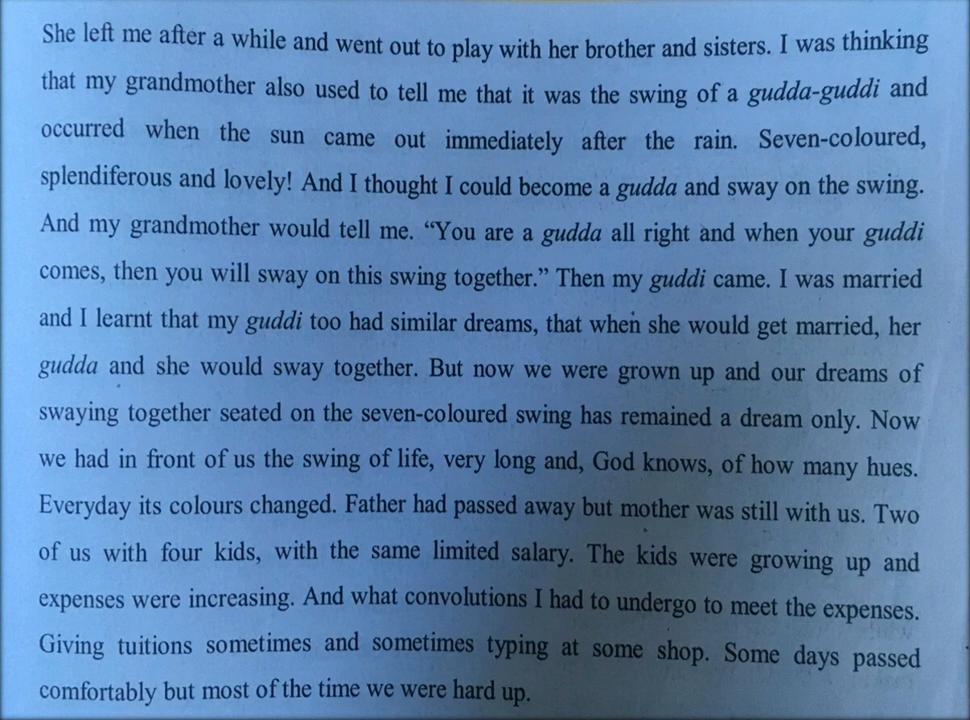 She left me after a while and went out to play with her brother and sisters. I was thinking
that my grandmother also used to tell me that it was the swing of a gudda-guddi and
occurred when the sun came out immediately after the rain. Seven-coloured,
splendiferous and lovely! And I thought I could become a gudda and sway on the swing.
And my grandmother would tell me. “You are a gudda all right and when your guddi
comes, then you will sway on this swing together.” Then my guddi came. I was married
and I learnt that my guddi too had similar dreams, that when she would get married, her
gudda and she would sway together. But now we were grown up and our dreams of
swaying together seated on the seven-coloured swing has remained a dream only. Now
we had in front of us the swing of life, very long and, God knows, of how many hues.
Everyday its colours changed. Father had passed away but mother was still with us. Two
of us with four kids, with the same limited salary. The kids were growing up and
expenses were increasing. And what convolutions I had to undergo to meet the expenses.
Giving tuitions sometimes and sometimes typing at some shop. Some days passed
comfortably but most of the time we were hard up.